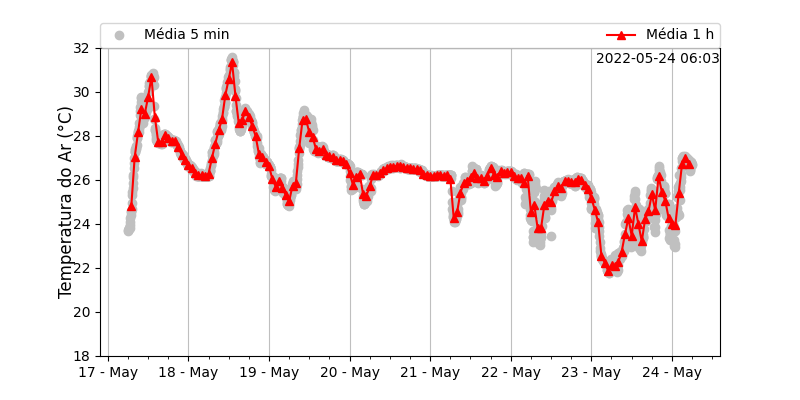 Média 5 min
Média 1 h
2022-05-24 06:03
Temperatura do Ar (°C)
32
30
28
26
24
22
20
18
17 - May
18 - May
19 - May
20 - May
21 - May
22 - May
23 - May
24 - May